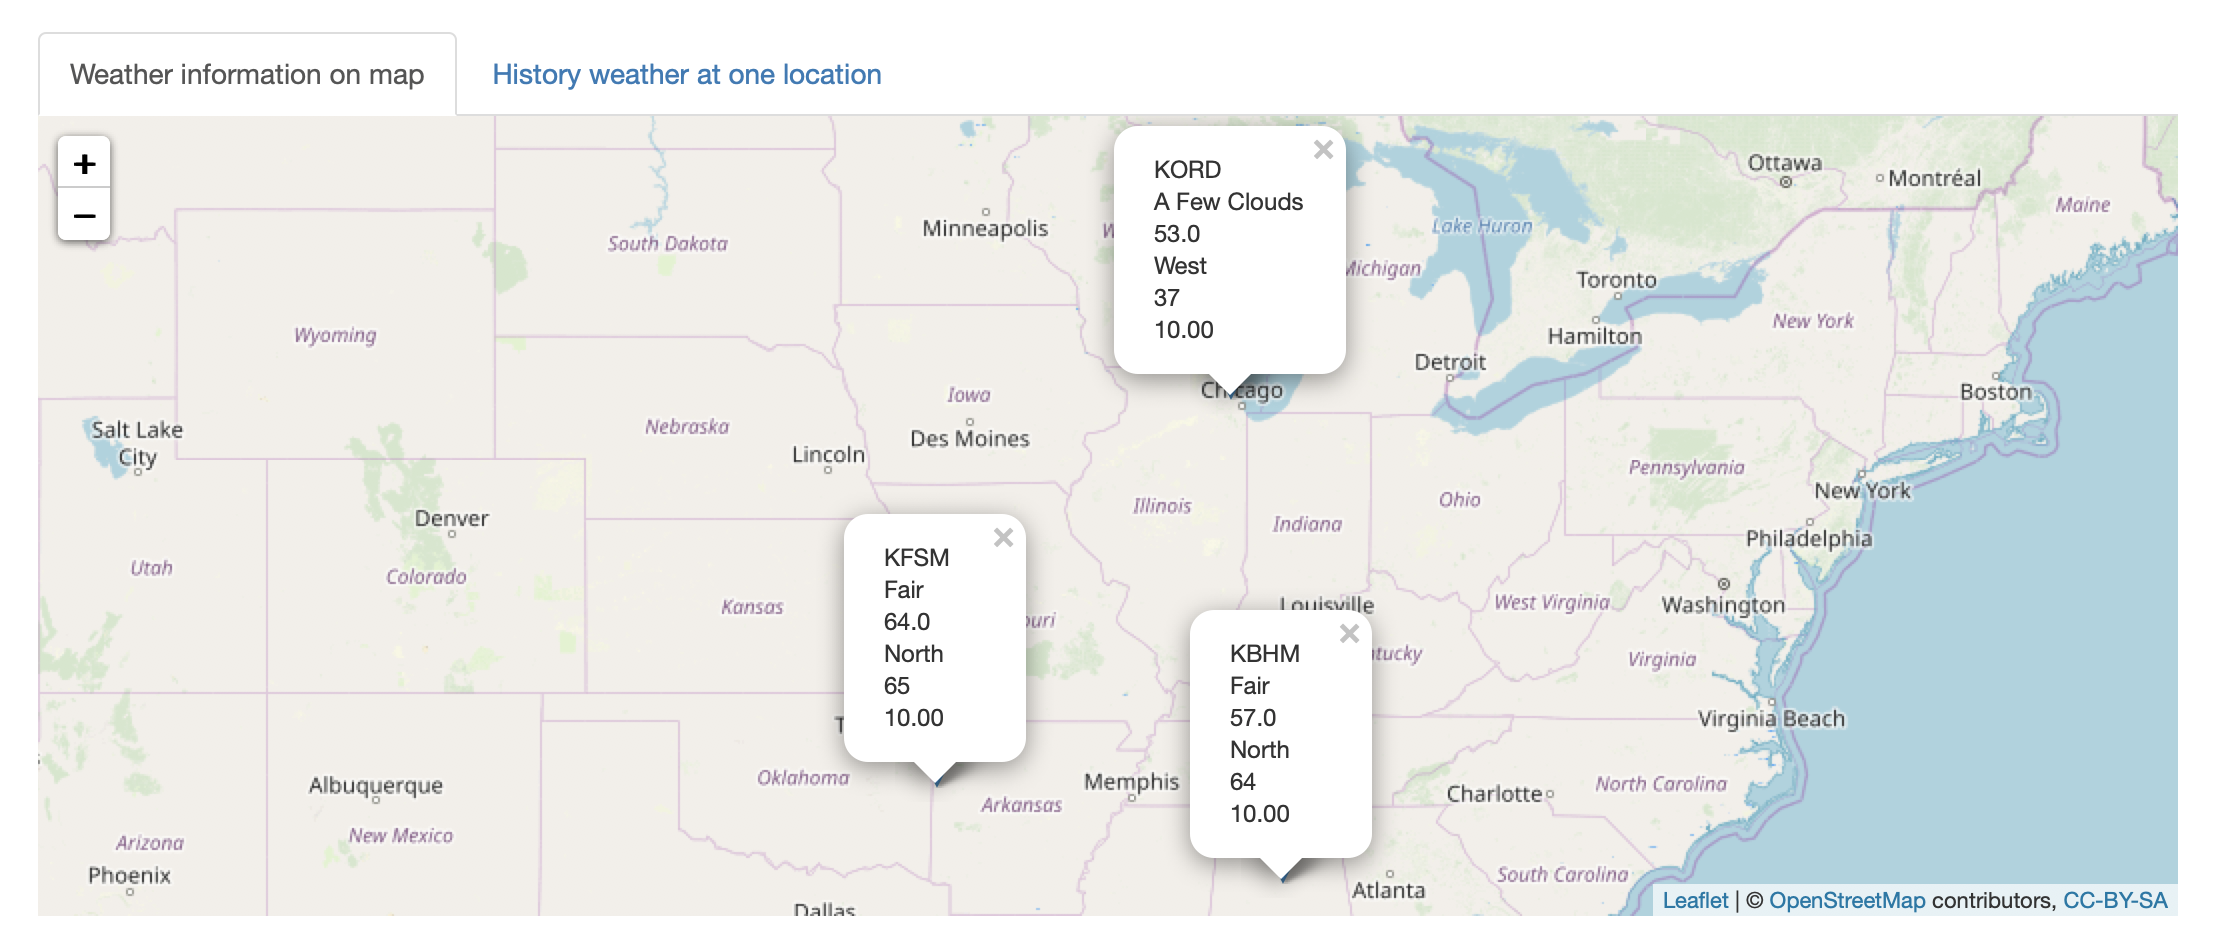 Weather information on map
History weather at one location
+
−
KORD
A Few Clouds
53.0
West
37
10.00
Ottawa
Montréal
Maine
Minneapolis
South Dakota
Lake Huron
Michigan
Toronto
Hamilton
New York
Wyoming
Detroit
Chicago
Boston
Iowa
Des Moines
Nebraska
Lincoln
Salt Lake
City
Pennsylvania
New York
Philadelphia
Illinois
Indiana
Ohio
Denver
Colorado
Utah
Kansas
KFSM
Fair
64.0
North
65
10.00
ouri
Louisville
West Virginia
Washington
KBHM
Fair
57.0
North
64
10.00
tucky
Virginia
Virginia Beach
Oklahoma
Arkansas
Memphis
Albuquerque
New Mexico
Charlotte
North Carolina
Arizona
Phoenix
South Carolina
Atlanta
Dallas
Leaflet | © OpenStreetMap contributors, CC-BY-SA